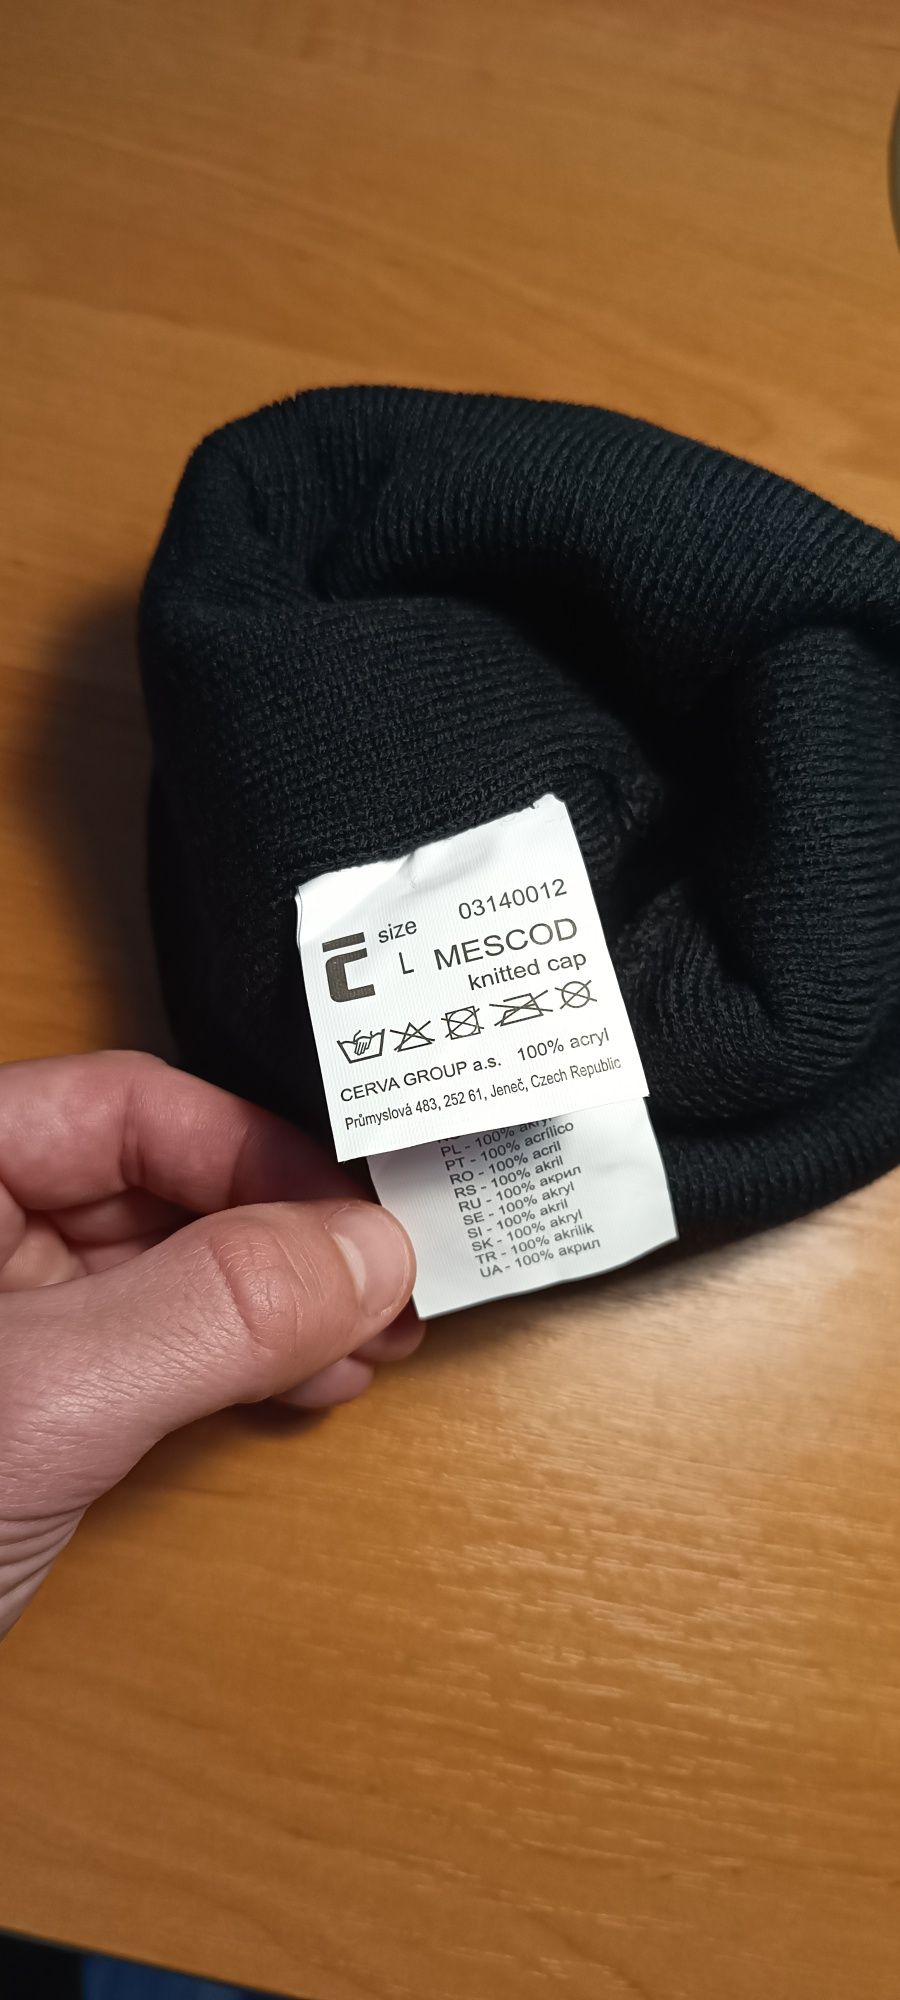 03140012
size
L MESCOD
knitted cap
CERVA GROUP a.s. 100% acryl
Průmyslová 483, 252 61, Jeneč, Czech Republic
PL - 100% akryl
PT - 100% acrílico
RO - 100% acril
RS - 100% akril
RU - 100% акрил
SE - 100% akryl
SI - 100% akril
SK - 100% akryl
TR - 100% akrilik
UA - 100% акрил